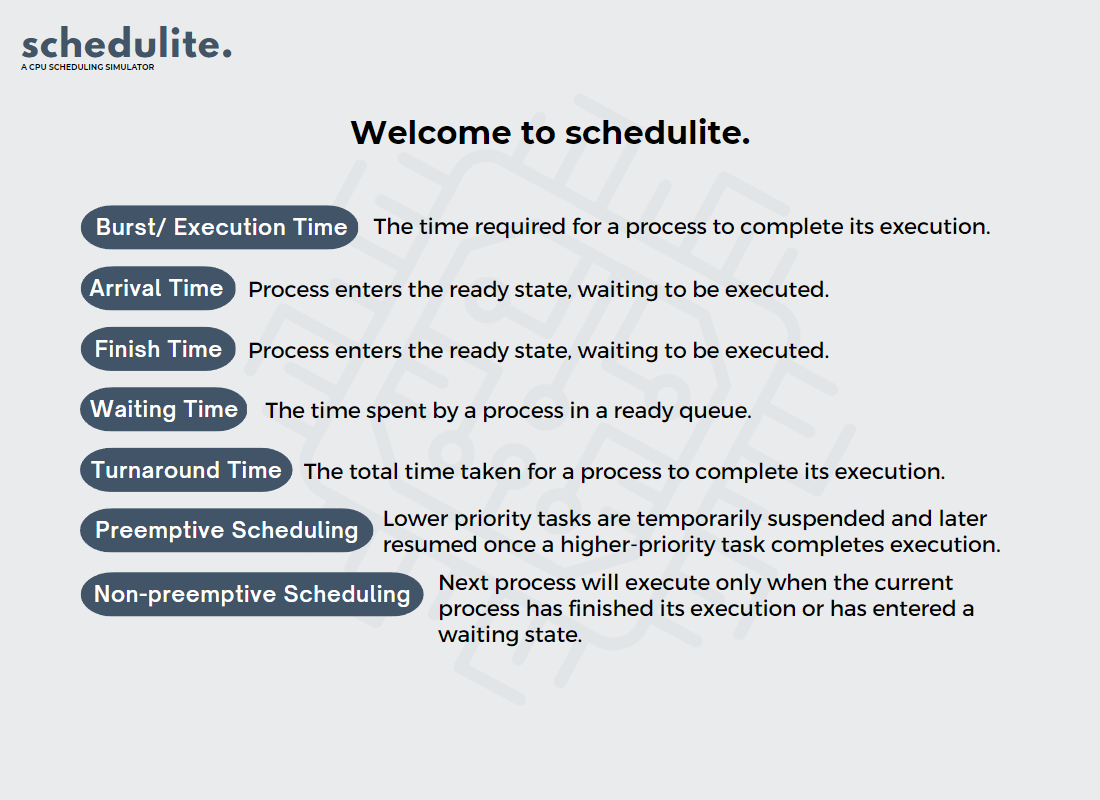 schedulite.
A CPU SCHEDULING SIMULATOR
Welcome to schedulite.
Burst/ Execution Time The time required for a process to complete its execution.
Arrival Time Process enters the ready state, waiting to be executed.
Finish Time Process enters the ready state, waiting to be executed.
Waiting Time The time spent by a process in a ready queue.
Turnaround Time The total time taken for a process to complete its execution.
Preemptive Scheduling Lower priority tasks are temporarily suspended and later
resumed once a higher-priority task completes execution.
Non-preemptive Scheduling Next process will execute only when the current
process has finished its execution or has entered a
waiting state.